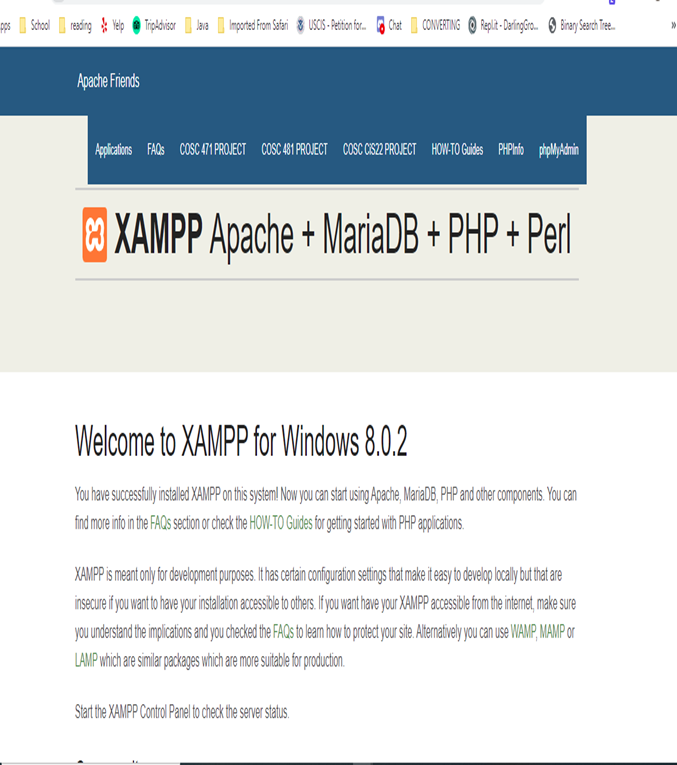 pps School reading Yelp TripAdvisor Java Imported From Safari USCIS - Petition for... Chat CONVERTING Repl.it - DarlingGro... Binary Search Tree... »
Apache Friends
Applications FAQs COSC 471 PROJECT COSC 481 PROJECT COSC CIS22 PROJECT HOW-TO Guides PHPInfo phpMyAdmin
XAMPP Apache + MariaDB + PHP + Perl
Welcome to XAMPP for Windows 8.0.2
You have successfully installed XAMPP on this system! Now you can start using Apache, MariaDB, PHP and other components. You can
find more info in the FAQs section or check the HOW-TO Guides for getting started with PHP applications.
XAMPP is meant only for development purposes. It has certain configuration settings that make it easy to develop locally but that are
insecure if you want to have your installation accessible to others. If you want have your XAMPP accessible from the internet, make sure
you understand the implications and you checked the FAQs to learn how to protect your site. Alternatively you can use WAMP, MAMP or
LAMP which are similar packages which are more suitable for production.
Start the XAMPP Control Panel to check the server status.